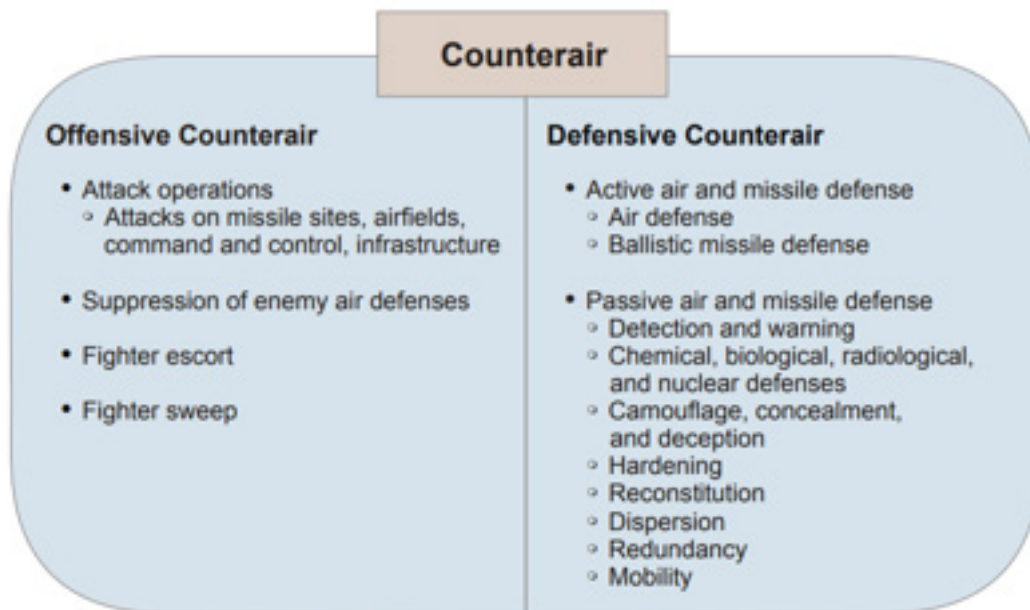 Counterair
Offensive Counterair
• Attack operations
◦ Attacks on missile sites, airfields,
command and control, infrastructure
• Suppression of enemy air defenses
• Fighter escort
• Fighter sweep
Defensive Counterair
• Active air and missile defense
◦ Air defense
◦ Ballistic missile defense
• Passive air and missile defense
◦ Detection and warning
◦ Chemical, biological, radiological,
and nuclear defenses
◦ Camouflage, concealment,
and deception
◦ Hardening
◦ Reconstitution
◦ Dispersion
◦ Redundancy
◦ Mobility